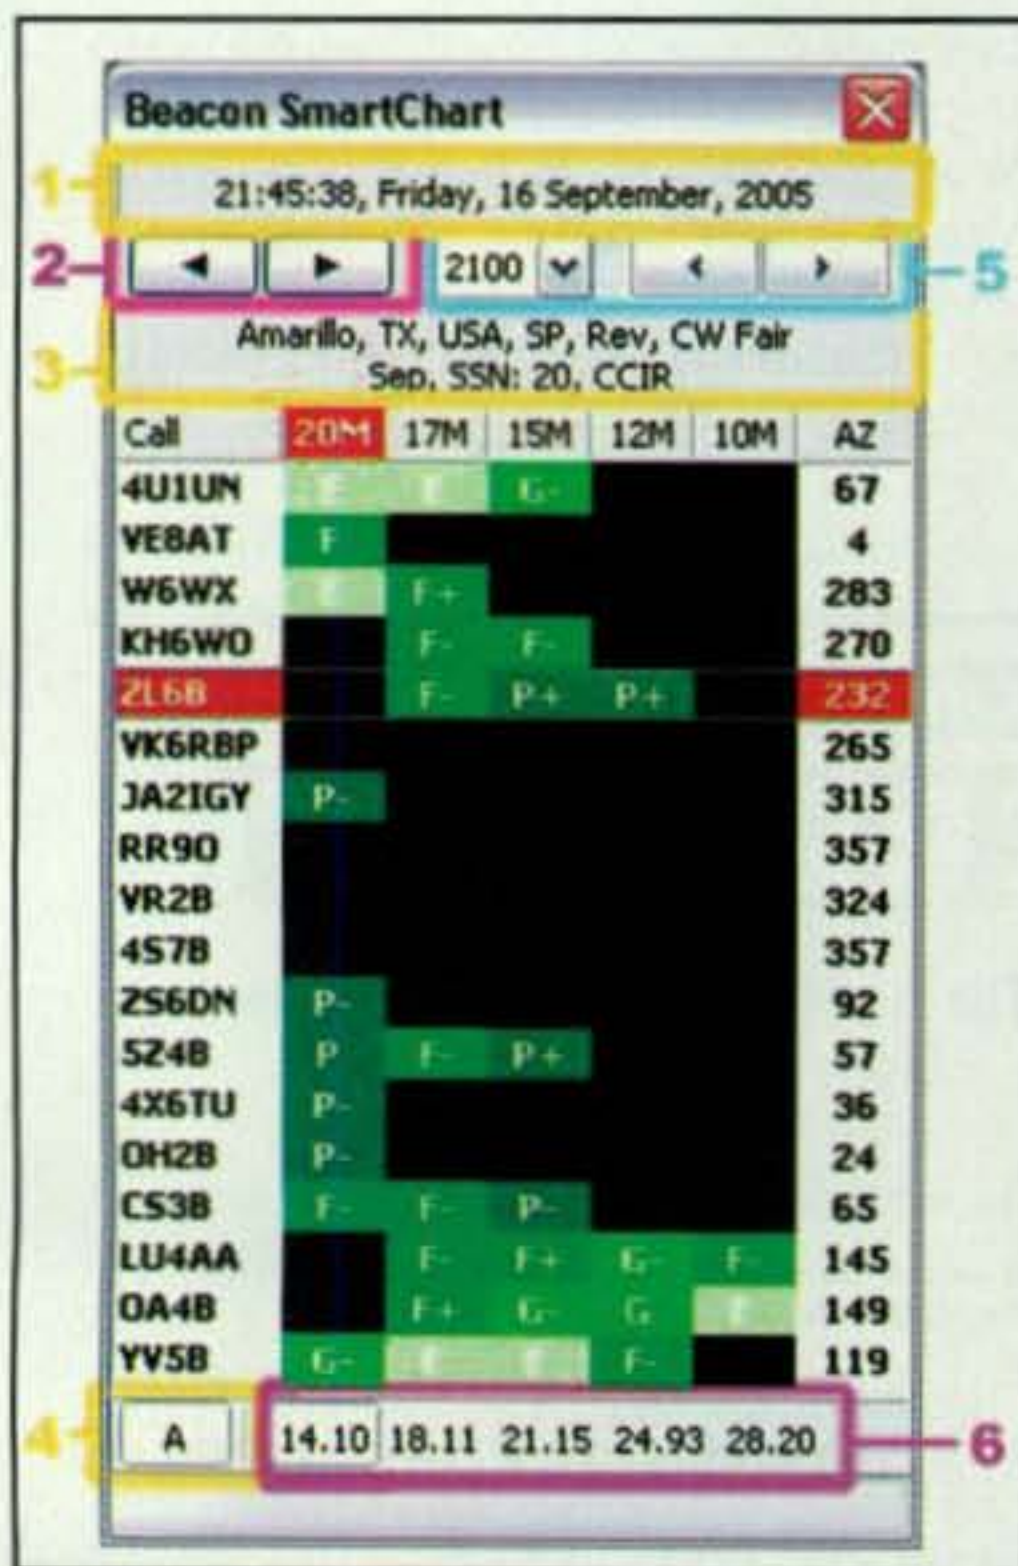 Beacon SmartChart
1 21:45:38, Friday, 16 September, 2005
2 2100 5
Amarillo, TX, USA, SP, Rev, CW Fair
3 Sep, SSN: 20, CCIR
Call 20M 17M 15M 12M 10M AZ
4U1UN E E G- 67
VE8AT F 4
W6WX E F+ 283
KH6WO F- F- 270
ZL6B F- P+ P+ 232
VK6RBP 265
JA2IGY P- 315
RR9O 357
VR2B 324
4S7B 357
ZS6DN P- 92
5Z4B P F- P+ 57
4X6TU P- 36
OH2B P- 24
CS3B F- F- P- 65
LU4AA F- F+ G- F- 145
OA4B F+ G- G E 149
YV5B G- E E F- 119
4 A 14.10 18.11 21.15 24.93 28.20 6